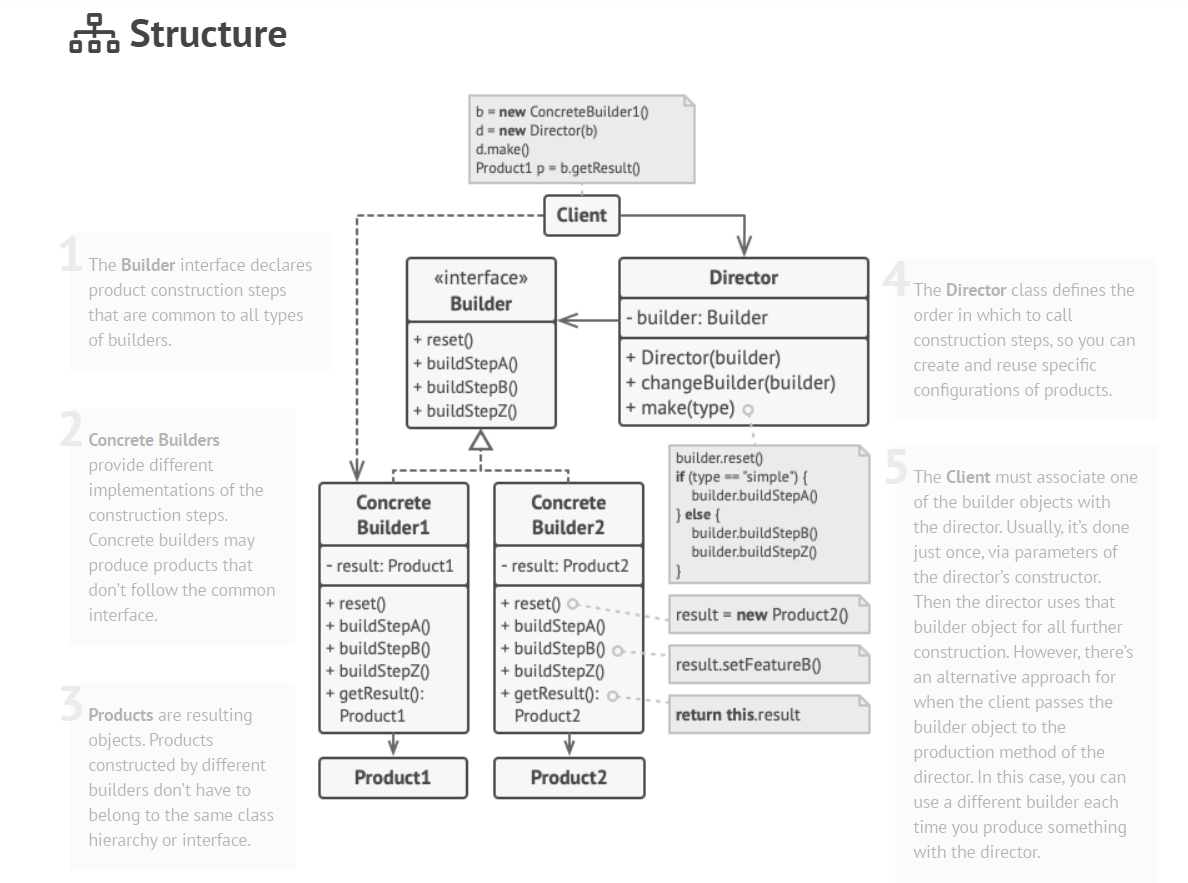 Structure
b = new ConcreteBuilder1()
d = new Director(b)
d.make()
Product1 p = b.getResult()
Client
1
The Builder interface declares
product construction steps
that are common to all types
of builders.
2
Concrete Builders
provide different
implementations of the
construction steps.
Concrete builders may
produce products that
don't follow the common
interface.
3
Products are resulting
objects. Products
constructed by different
builders don't have to
belong to the same class
hierarchy or interface.
«interface»
Builder
+ reset()
+ buildStepA()
+ buildStepB()
+ buildStepZ()
Director
- builder: Builder
+ Director(builder)
+ changeBuilder(builder)
+ make(type)
builder.reset()
if (type == "simple") {
builder.buildStepA()
} else {
builder.buildStepB()
builder.buildStepZ()
}
Concrete
Builder1
- result: Product1
+ reset()
+ buildStepA()
+ buildStepB()
+ buildStepZ()
+ getResult():
Product1
Concrete
Builder2
- result: Product2
+ reset()
+ buildStepA()
+ buildStepB()
+ buildStepZ()
+ getResult():
Product2
result = new Product2()
result.setFeatureB()
return this.result
Product1
Product2
4
The Director class defines the
order in which to call
construction steps, so you can
create and reuse specific
configurations of products.
5
The Client must associate one
of the builder objects with
the director. Usually, it's done
just once, via parameters of
the director's constructor.
Then the director uses that
builder object for all further
construction. However, there's
an alternative approach for
when the client passes the
builder object to the
production method of the
director. In this case, you can
use a different builder each
time you produce something
with the director.